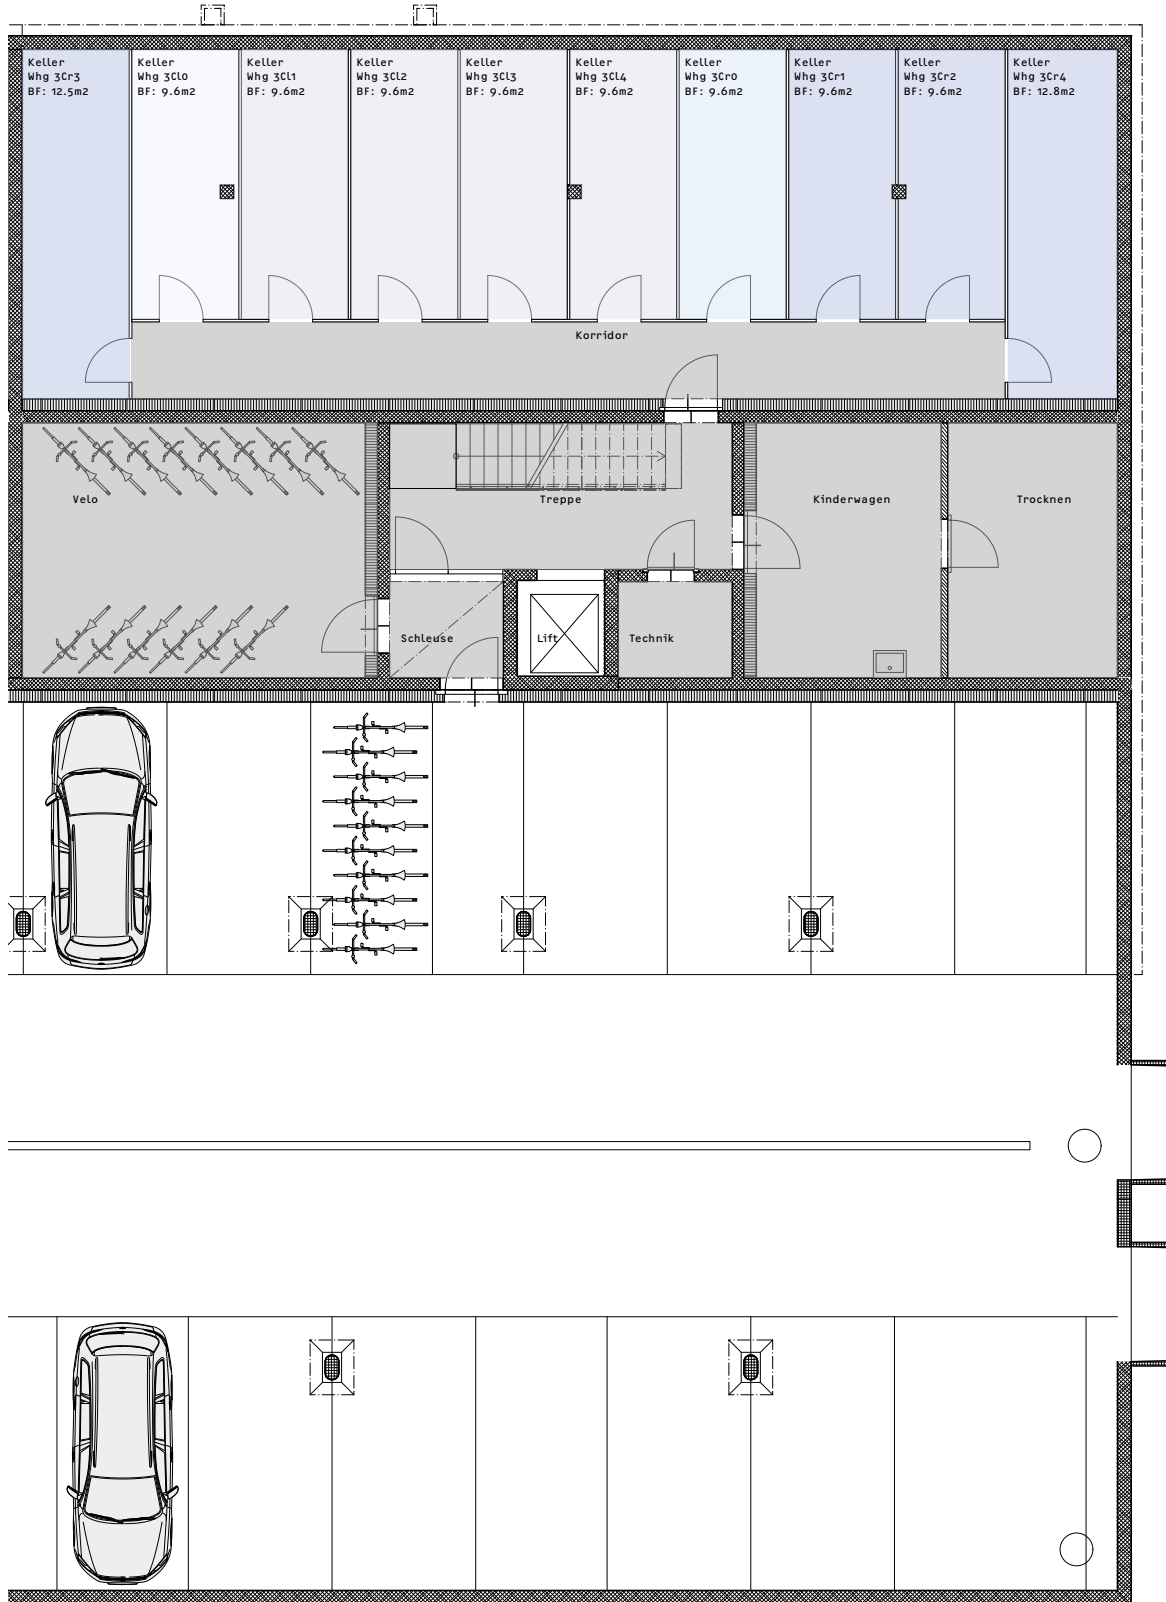 Keller
Whg 3Cr3
BF: 12.5m2
Keller
Whg 3Cl0
BF: 9.6m2
Keller
Whg 3Cl1
BF: 9.6m2
Keller
Whg 3Cl2
BF: 9.6m2
Keller
Whg 3Cl3
BF: 9.6m2
Keller
Whg 3Cl4
BF: 9.6m2
Keller
Whg 3Cr0
BF: 9.6m2
Keller
Whg 3Cr1
BF: 9.6m2
Keller
Whg 3Cr2
BF: 9.6m2
Keller
Whg 3Cr4
BF: 12.8m2
Korridor
Velo
Treppe
Kinderwagen
Trocknen
Schleuse
Lift
Technik